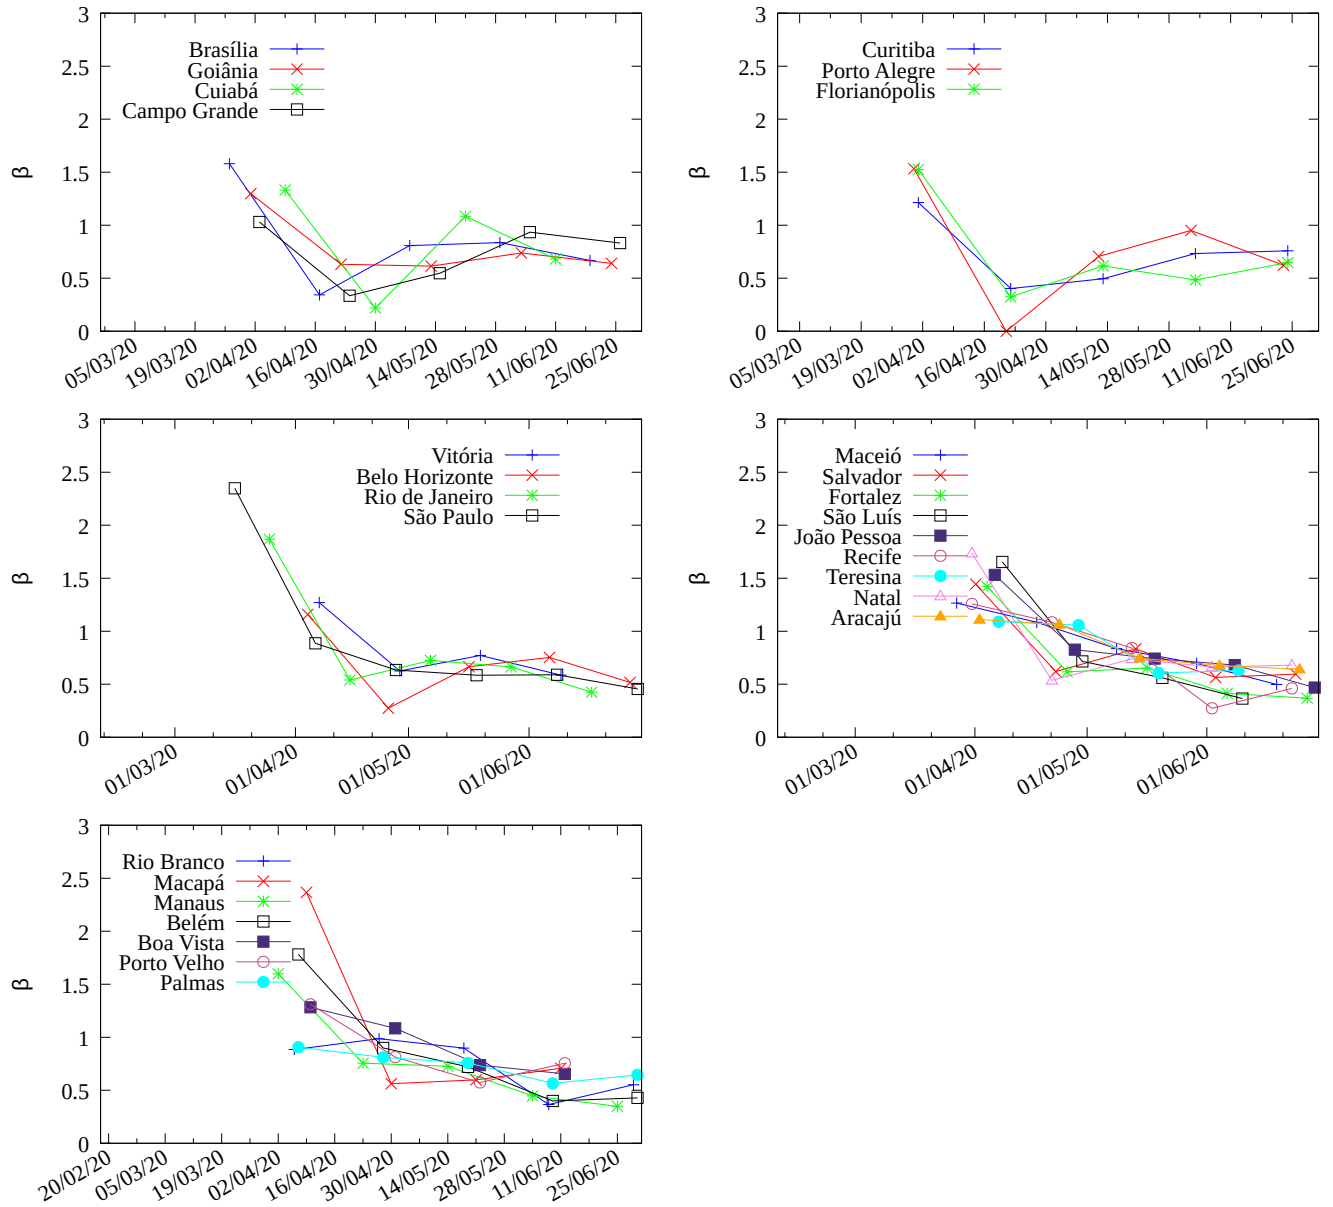 3
2.5
2
1.5
1
0.5
0
β
Brasília
Goiânia
Cuiabá
Campo Grande
05/03/20
19/03/20
02/04/20
16/04/20
30/04/20
14/05/20
28/05/20
11/06/20
25/06/20
3
2.5
2
1.5
1
0.5
0
β
Curitiba
Porto Alegre
Florianópolis
05/03/20
19/03/20
02/04/20
16/04/20
30/04/20
14/05/20
28/05/20
11/06/20
25/06/20
3
2.5
2
1.5
1
0.5
0
β
Vitória
Belo Horizonte
Rio de Janeiro
São Paulo
01/03/20
01/04/20
01/05/20
01/06/20
3
2.5
2
1.5
1
0.5
0
β
Maceió
Salvador
Fortalez
São Luís
João Pessoa
Recife
Teresina
Natal
Aracajú
01/03/20
01/04/20
01/05/20
01/06/20
3
2.5
2
1.5
1
0.5
0
β
Rio Branco
Macapá
Manaus
Belém
Boa Vista
Porto Velho
Palmas
20/02/20
05/03/20
19/03/20
02/04/20
16/04/20
30/04/20
14/05/20
28/05/20
11/06/20
25/06/20